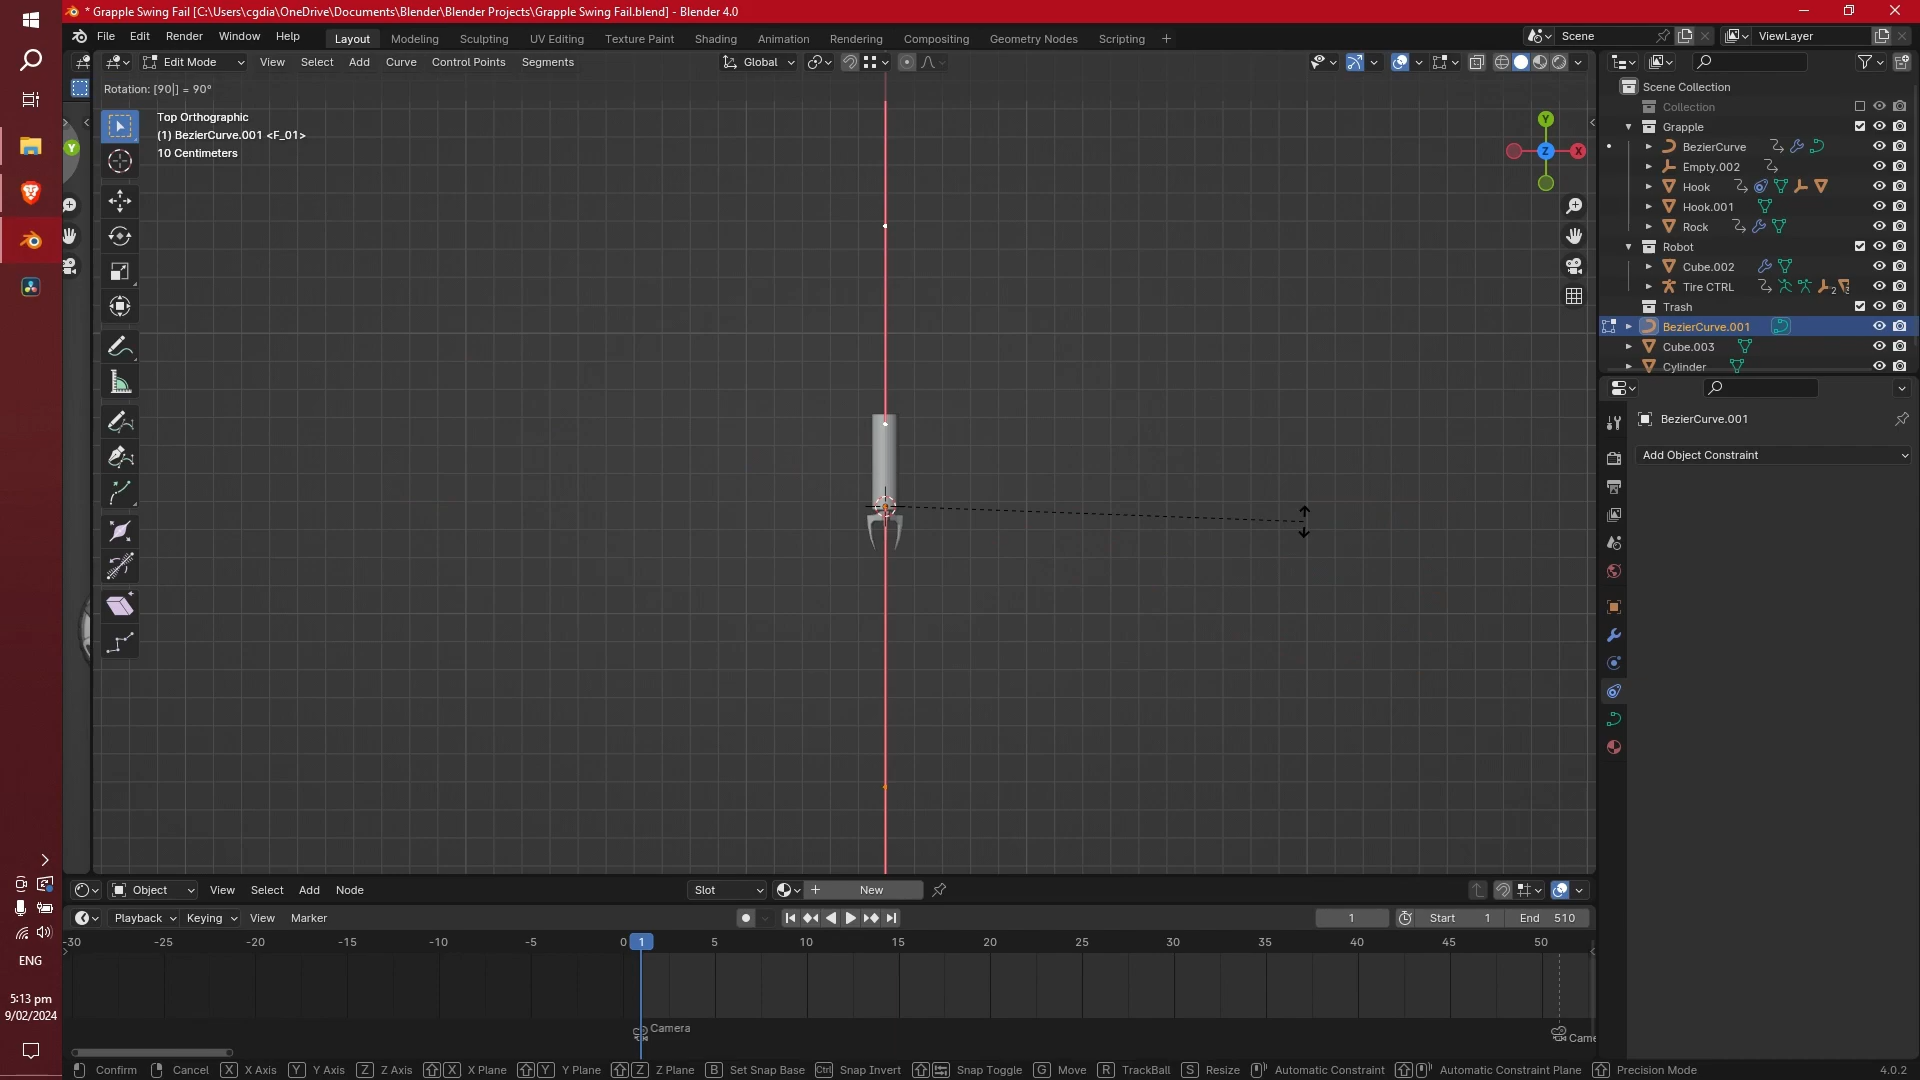 * Grapple Swing Fail [C:\Users\cgdia\OneDrive\Documents\Blender\Blender Projects\Grapple Swing Fail.blend] - Blender 4.0
File Edit Render Window Help
Layout Modeling Sculpting UV Editing Texture Paint Shading Animation Rendering Compositing Geometry Nodes Scripting +
Scene
ViewLayer
Edit Mode View Select Add Curve Control Points Segments
Global
Rotation: [90|] = 90°
Top Orthographic
(1) BezierCurve.001 <F_01>
10 Centimeters
Y
X
Z
Y
Scene Collection
Collection
Grapple
BezierCurve
Empty.002
Hook
Hook.001
Rock
Robot
Cube.002
Tire CTRL
2
3
Trash
BezierCurve.001
Cube.003
Cylinder
BezierCurve.001
Add Object Constraint
Object View Select Add Node
Slot
New
Playback Keying View Marker
1
Start 1
End 510
-30 -25 -20 -15 -10 -5 0 1 5 10 15 20 25 30 35 40 45 50
Camera
Came
ENG
5:13 pm
9/02/2024
Confirm Cancel X X Axis Y Y Axis Z Z Axis X X Plane Y Y Plane Z Z Plane B Set Snap Base Ctrl Snap Invert Snap Toggle G Move R TrackBall S Resize Automatic Constraint Automatic Constraint Plane Precision Mode
4.0.2